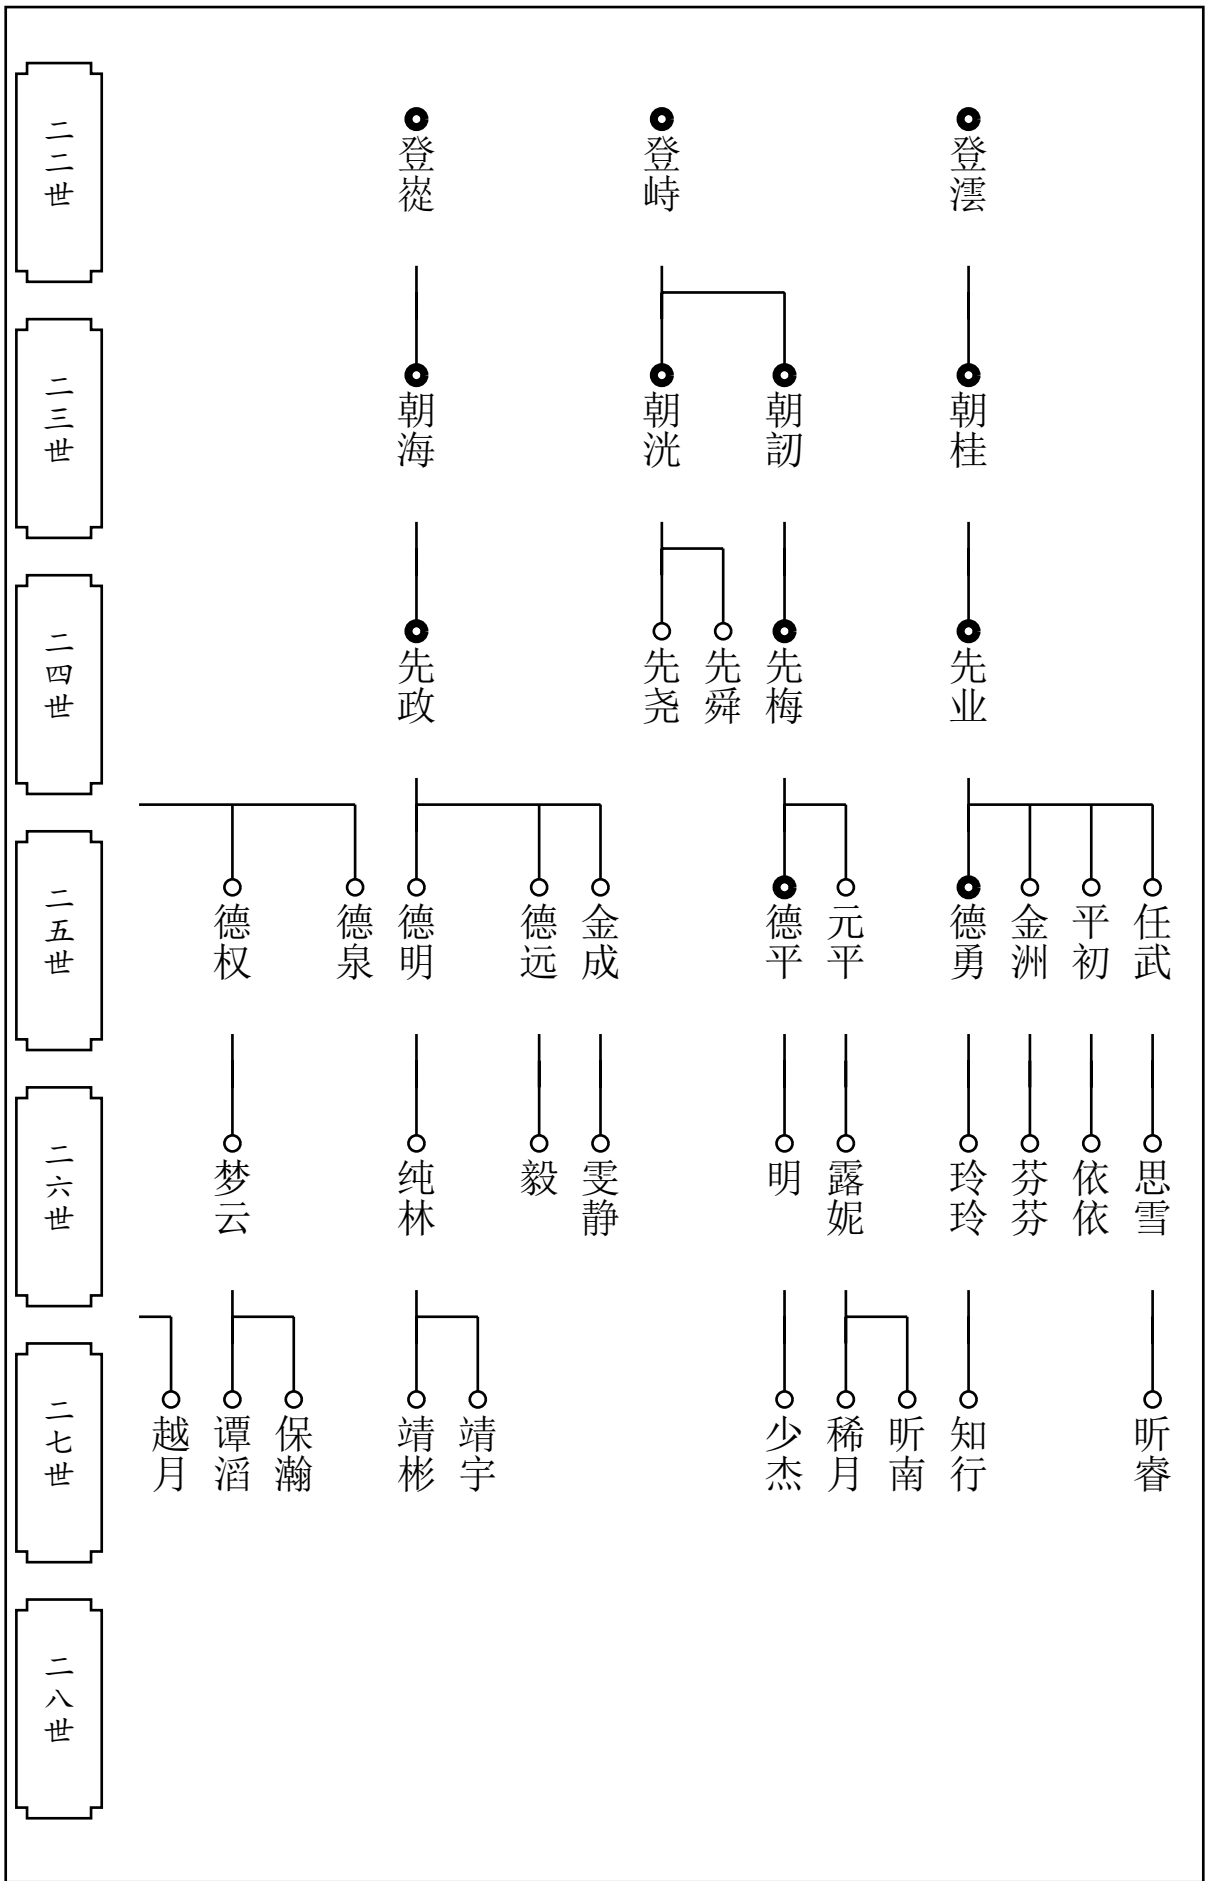 二二世
登漋
登峙
登嵸
二三世
朝桂
朝訒
朝洸
朝海
二四世
先业
先梅
先舜
先尧
先政
二五世
任武
平初
金洲
德勇
元平
德平
金成
德远
德明
德泉
德权
二六世
思雪
依依
芬芬
玲玲
露妮
明
雯静
毅
纯林
梦云
二七世
昕睿
知行
昕南
稀月
少杰
靖宇
靖彬
保瀚
谭滔
越月
二八世